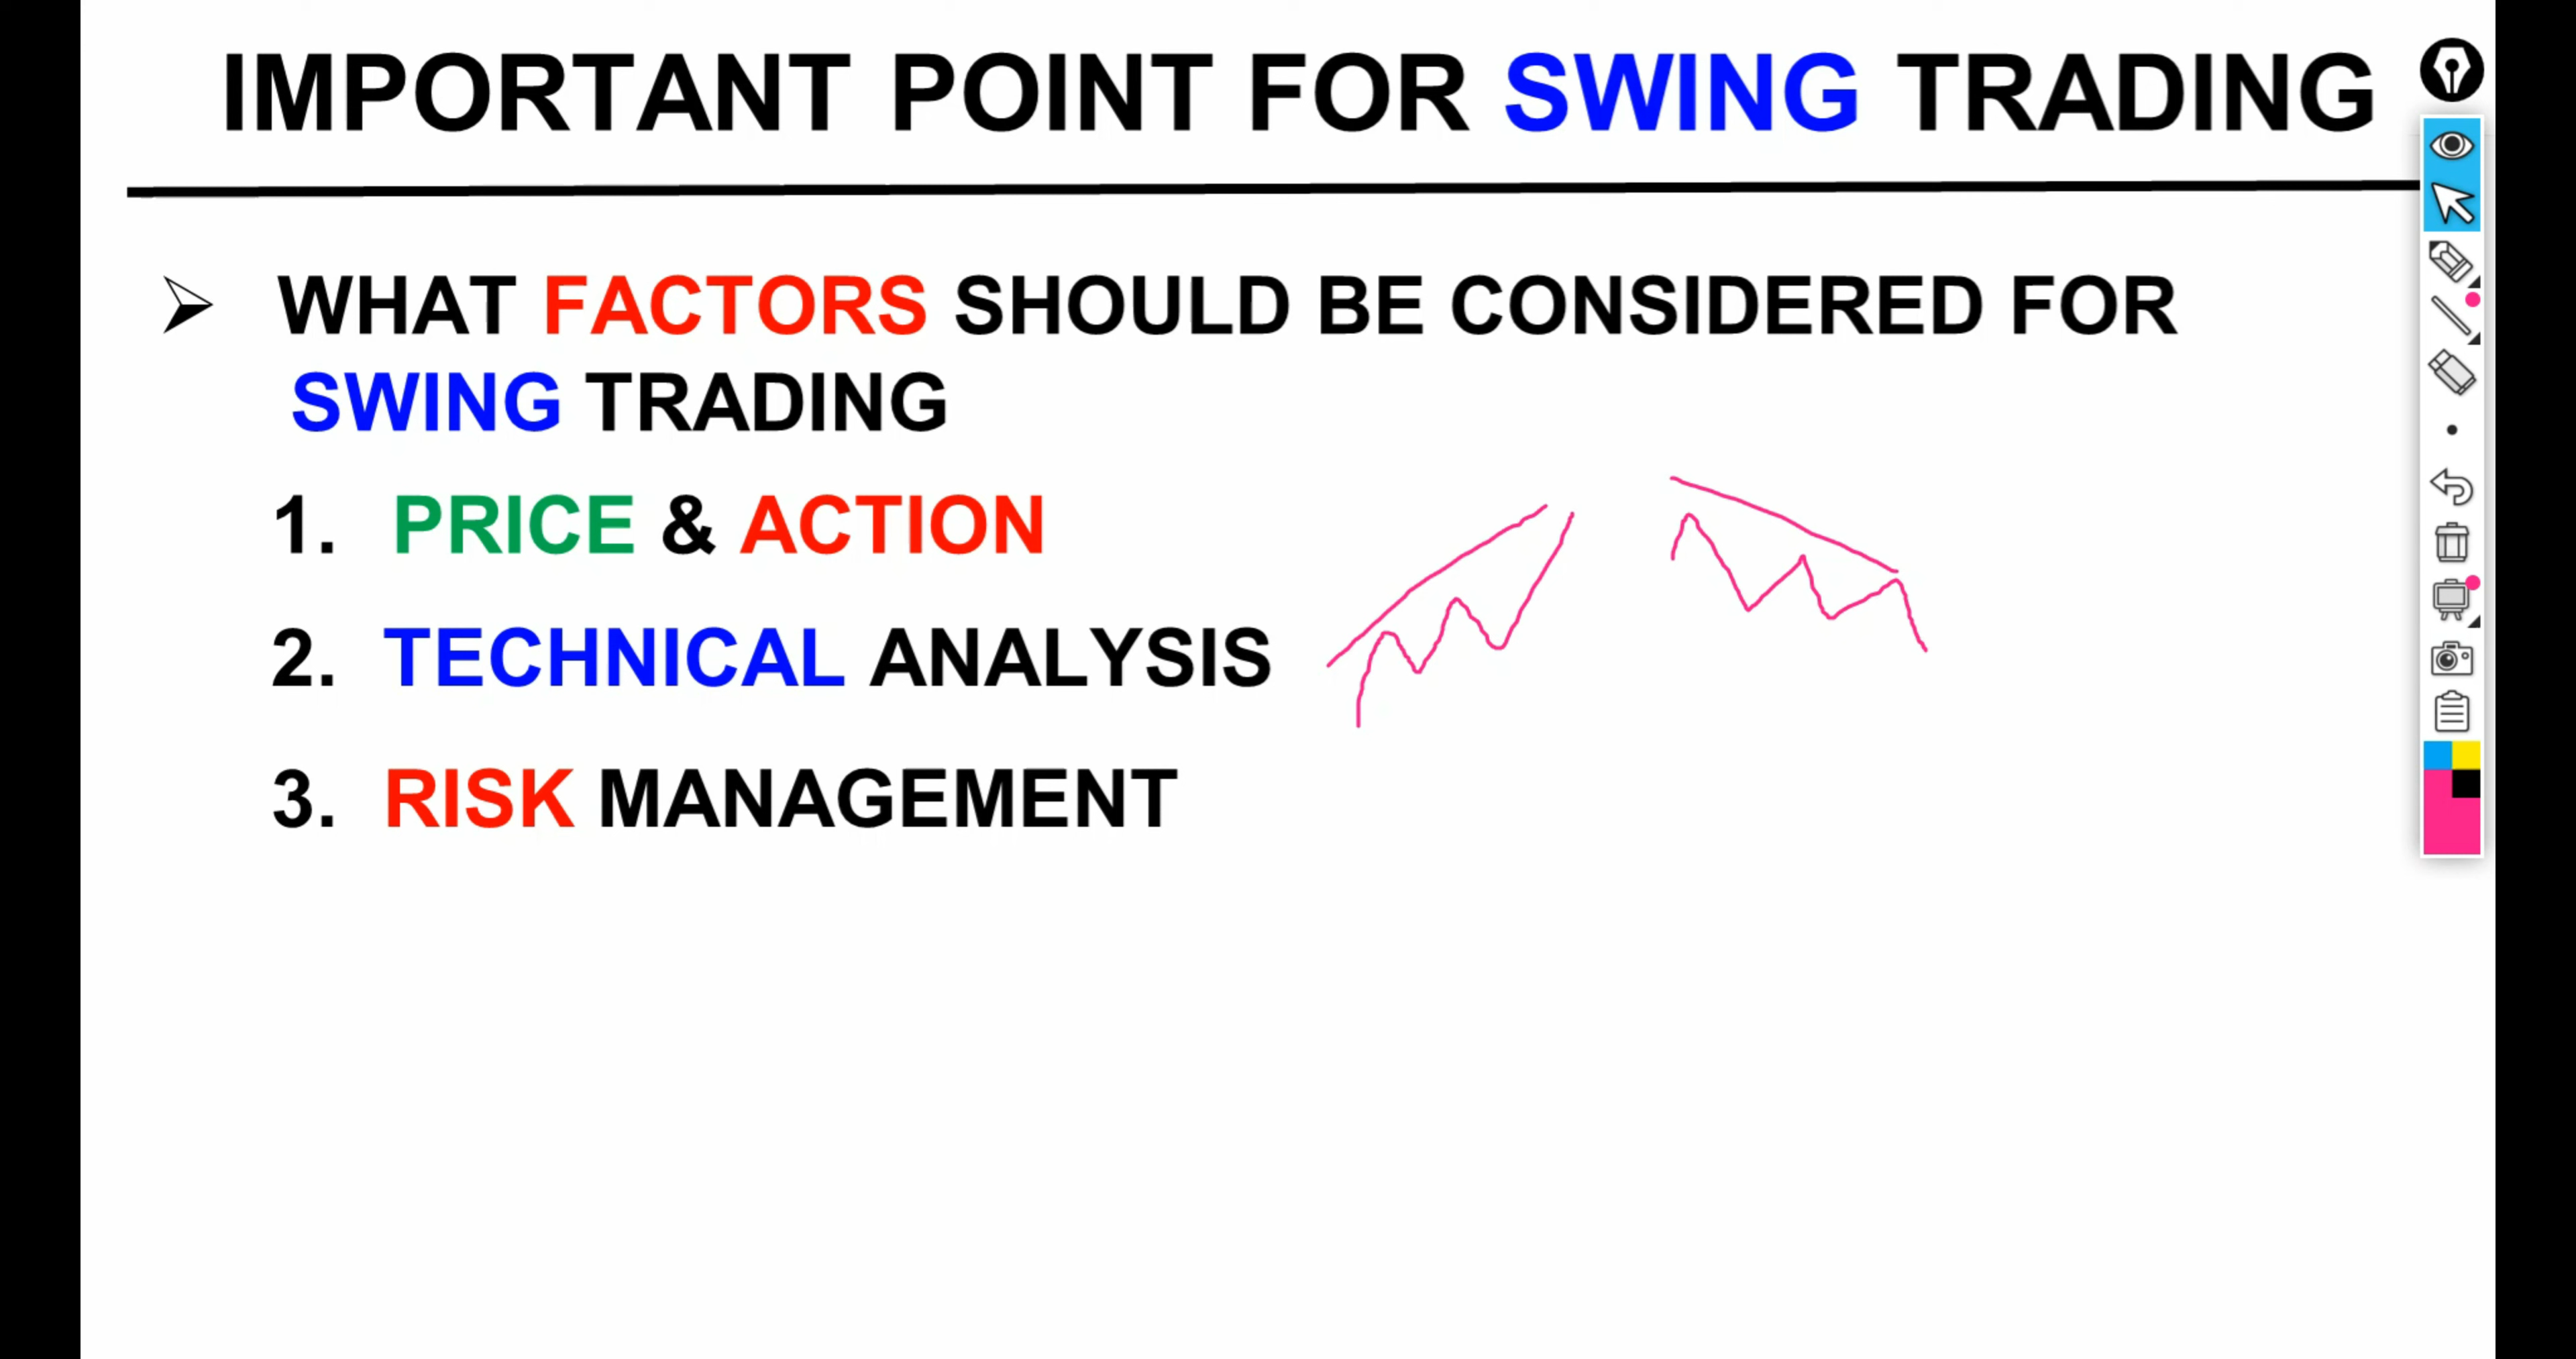 IMPORTANT POINT FOR SWING TRADING
➢ WHAT FACTORS SHOULD BE CONSIDERED FOR
SWING TRADING
1. PRICE & ACTION
2. TECHNICAL ANALYSIS
3. RISK MANAGEMENT